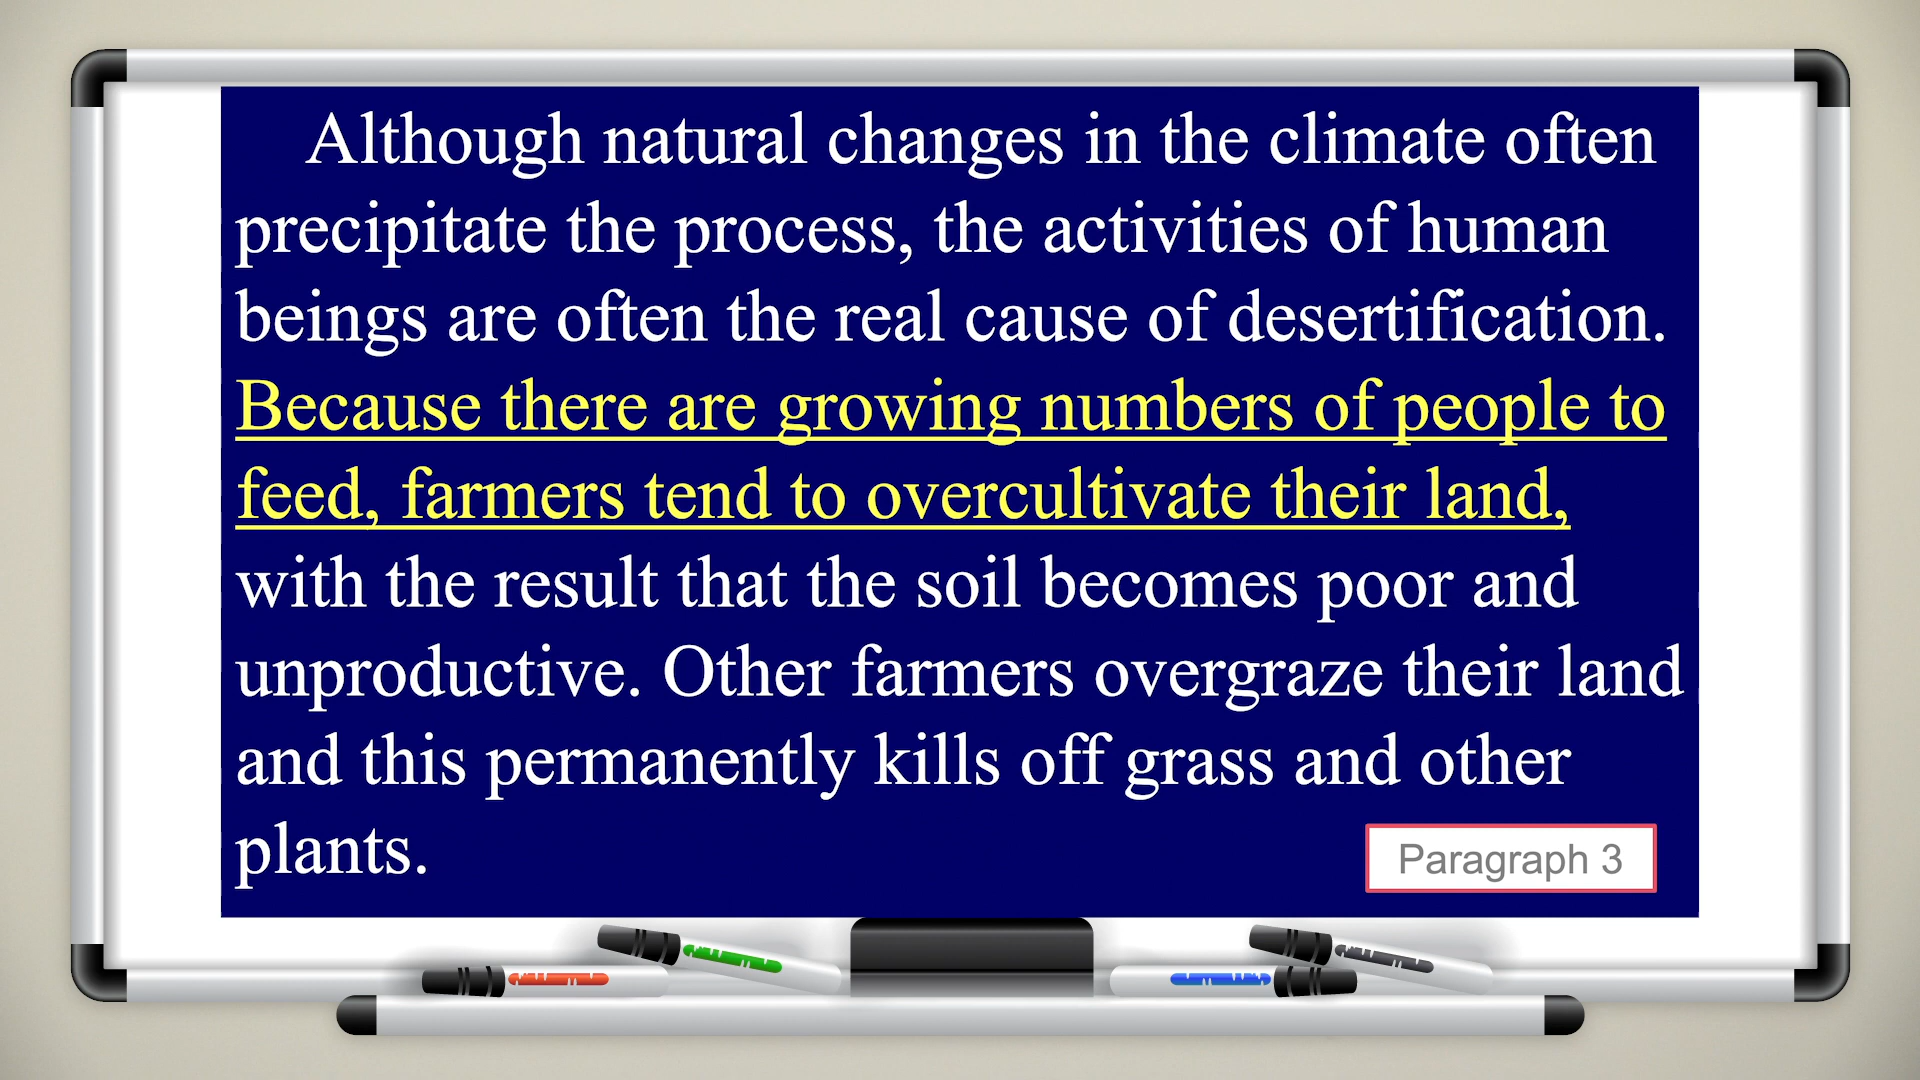 Although natural changes in the climate often
precipitate the process, the activities of human
beings are often the real cause of desertification.
Because there are growing numbers of people to
feed, farmers tend to overcultivate their land,
with the result that the soil becomes poor and
unproductive. Other farmers overgraze their land
and this permanently kills off grass and other
plants.
Paragraph 3